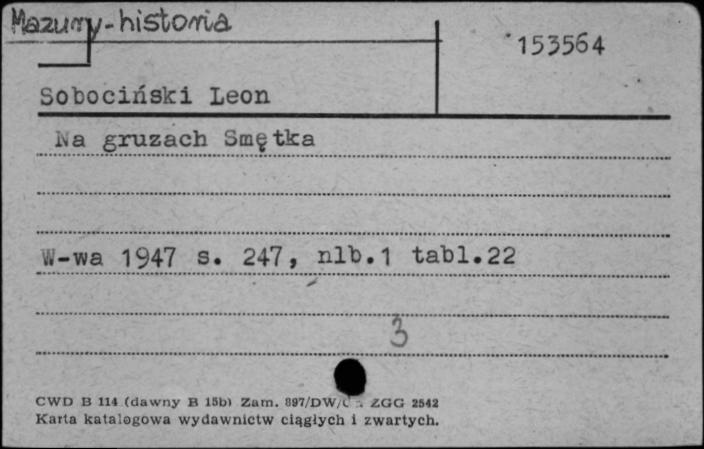 Mazury-historia
153564
Sobociński Leon
Na gruzach Smętka
W-wa 1947 s. 247, nlb.1 tabl.22
3
CWD B 114 (dawny B 15b) Zam. 897/DW/ ZGG 2542
Karta katalogowa wydawnictw ciągłych i zwartych.